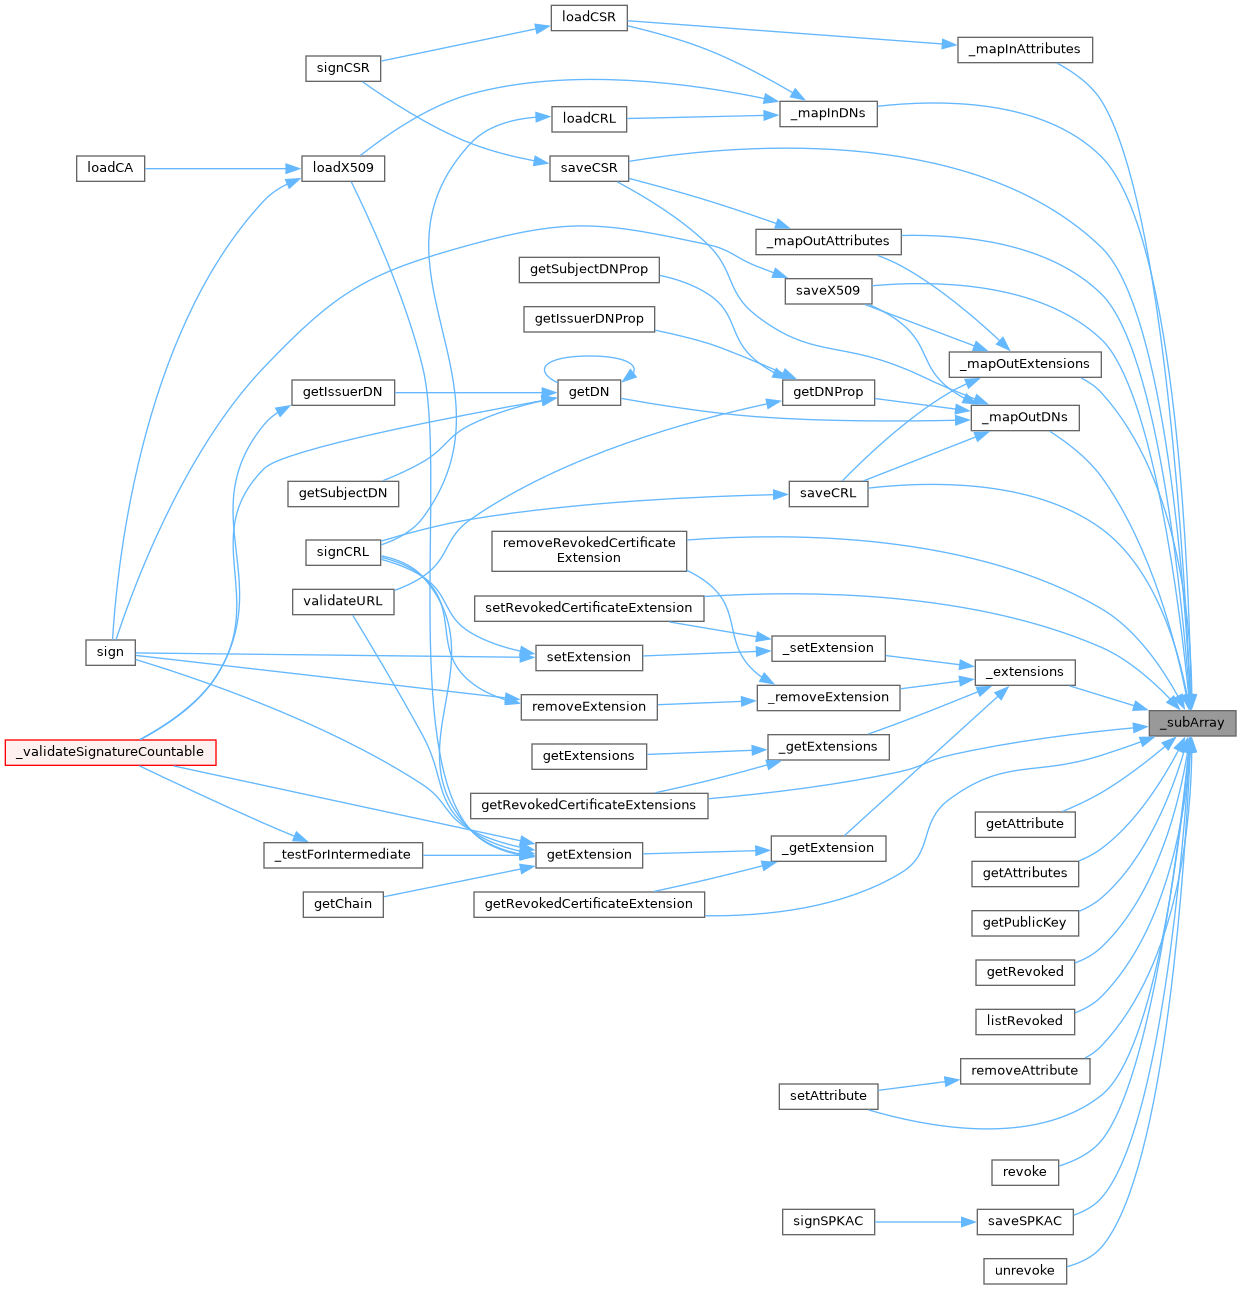 loadCSR
_mapInAttributes
signCSR
_mapInDNs
loadCRL
loadCA
loadX509
saveCSR
_mapOutAttributes
getSubjectDNProp
saveX509
getIssuerDNProp
_mapOutExtensions
getIssuerDN
getDN
getDNProp
_mapOutDNs
getSubjectDN
saveCRL
signCRL
removeRevokedCertificate
Extension
validateURL
setRevokedCertificateExtension
sign
setExtension
_setExtension
_extensions
removeExtension
_removeExtension
_subArray
_validateSignatureCountable
getExtensions
_getExtensions
getRevokedCertificateExtensions
getAttribute
_testForIntermediate
getExtension
_getExtension
getAttributes
getChain
getRevokedCertificateExtension
getPublicKey
getRevoked
listRevoked
removeAttribute
setAttribute
revoke
signSPKAC
saveSPKAC
unrevoke